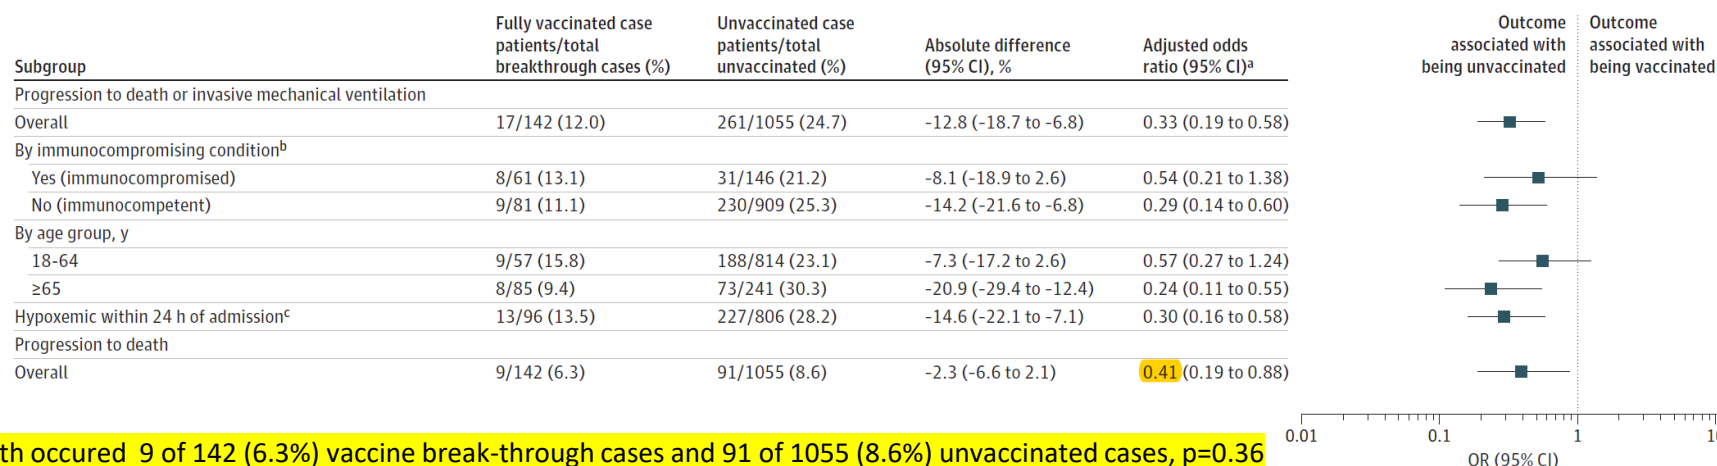 Fully vaccinated case Unvaccinated case Outcome Outcome
patients/total patients/total Absolute difference Adjusted odds associated with associated with
Subgroup breakthrough cases (%) total unvaccinated (%) (95% CI), % ratio (95% CI)a being unvaccinated being vaccinated
Progression to death or invasive mechanical ventilation
Overall 17/142 (12.0) 261/1055 (24.7) -12.8 (-18.7 to -6.8) 0.33 (0.19 to 0.58)
By immunocompromising conditionb
Yes (immunocompromised) 8/61 (13.1) 31/146 (21.2) -8.1 (-18.9 to 2.6) 0.54 (0.21 to 1.38)
No (immunocompetent) 9/81 (11.1) 230/909 (25.3) -14.2 (-21.6 to -6.8) 0.29 (0.14 to 0.60)
By age group, y
18-64 9/57 (15.8) 188/814 (23.1) -7.3 (-17.2 to 2.6) 0.57 (0.27 to 1.24)
≥65 8/85 (9.4) 73/241 (30.3) -20.9 (-29.4 to -12.4) 0.24 (0.11 to 0.55)
Hypoxemic within 24 h of admissionc 13/96 (13.5) 227/806 (28.2) -14.6 (-22.1 to -7.1) 0.30 (0.16 to 0.58)
Progression to death
Overall 9/142 (6.3) 91/1055 (8.6) -2.3 (-6.6 to 2.1) 0.41 (0.19 to 0.88)
0.01 0.1 1
th occured 9 of 142 (6.3%) vaccine break-through cases and 91 of 1055 (8.6%) unvaccinated cases, p=0.36
OR (95% CI)